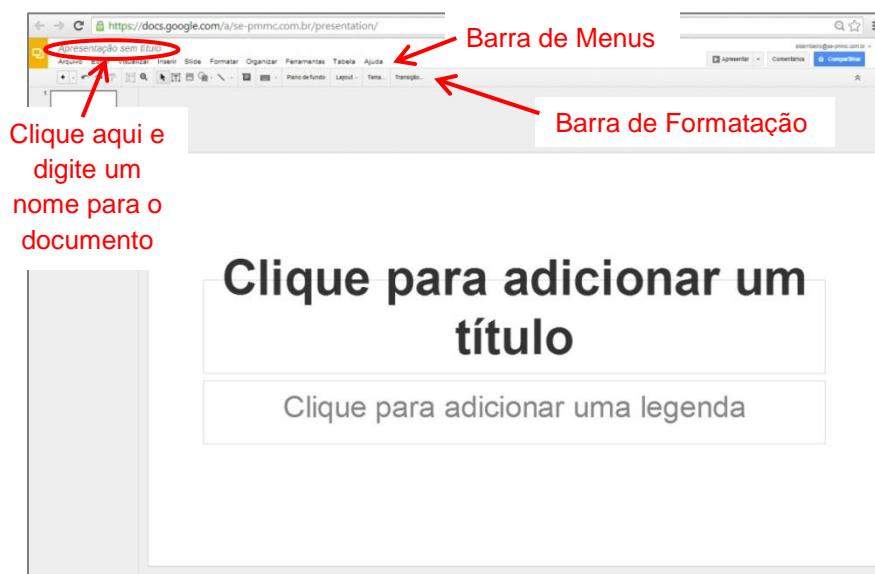 https://docs.google.com/a/se-pmmc.com.br/presentation/
Apresentação sem título
Barra de Menus
Arquivo Visualizar Inserir Slide Formatar Organizar Ferramentas Tabela Ajuda
Apresentar Comentários Compartilhar
Plano de fundo Layout Tema... Transição...
1
Clique aqui e
digite um
nome para o
documento
Barra de Formatação
Clique para adicionar um
título
Clique para adicionar uma legenda